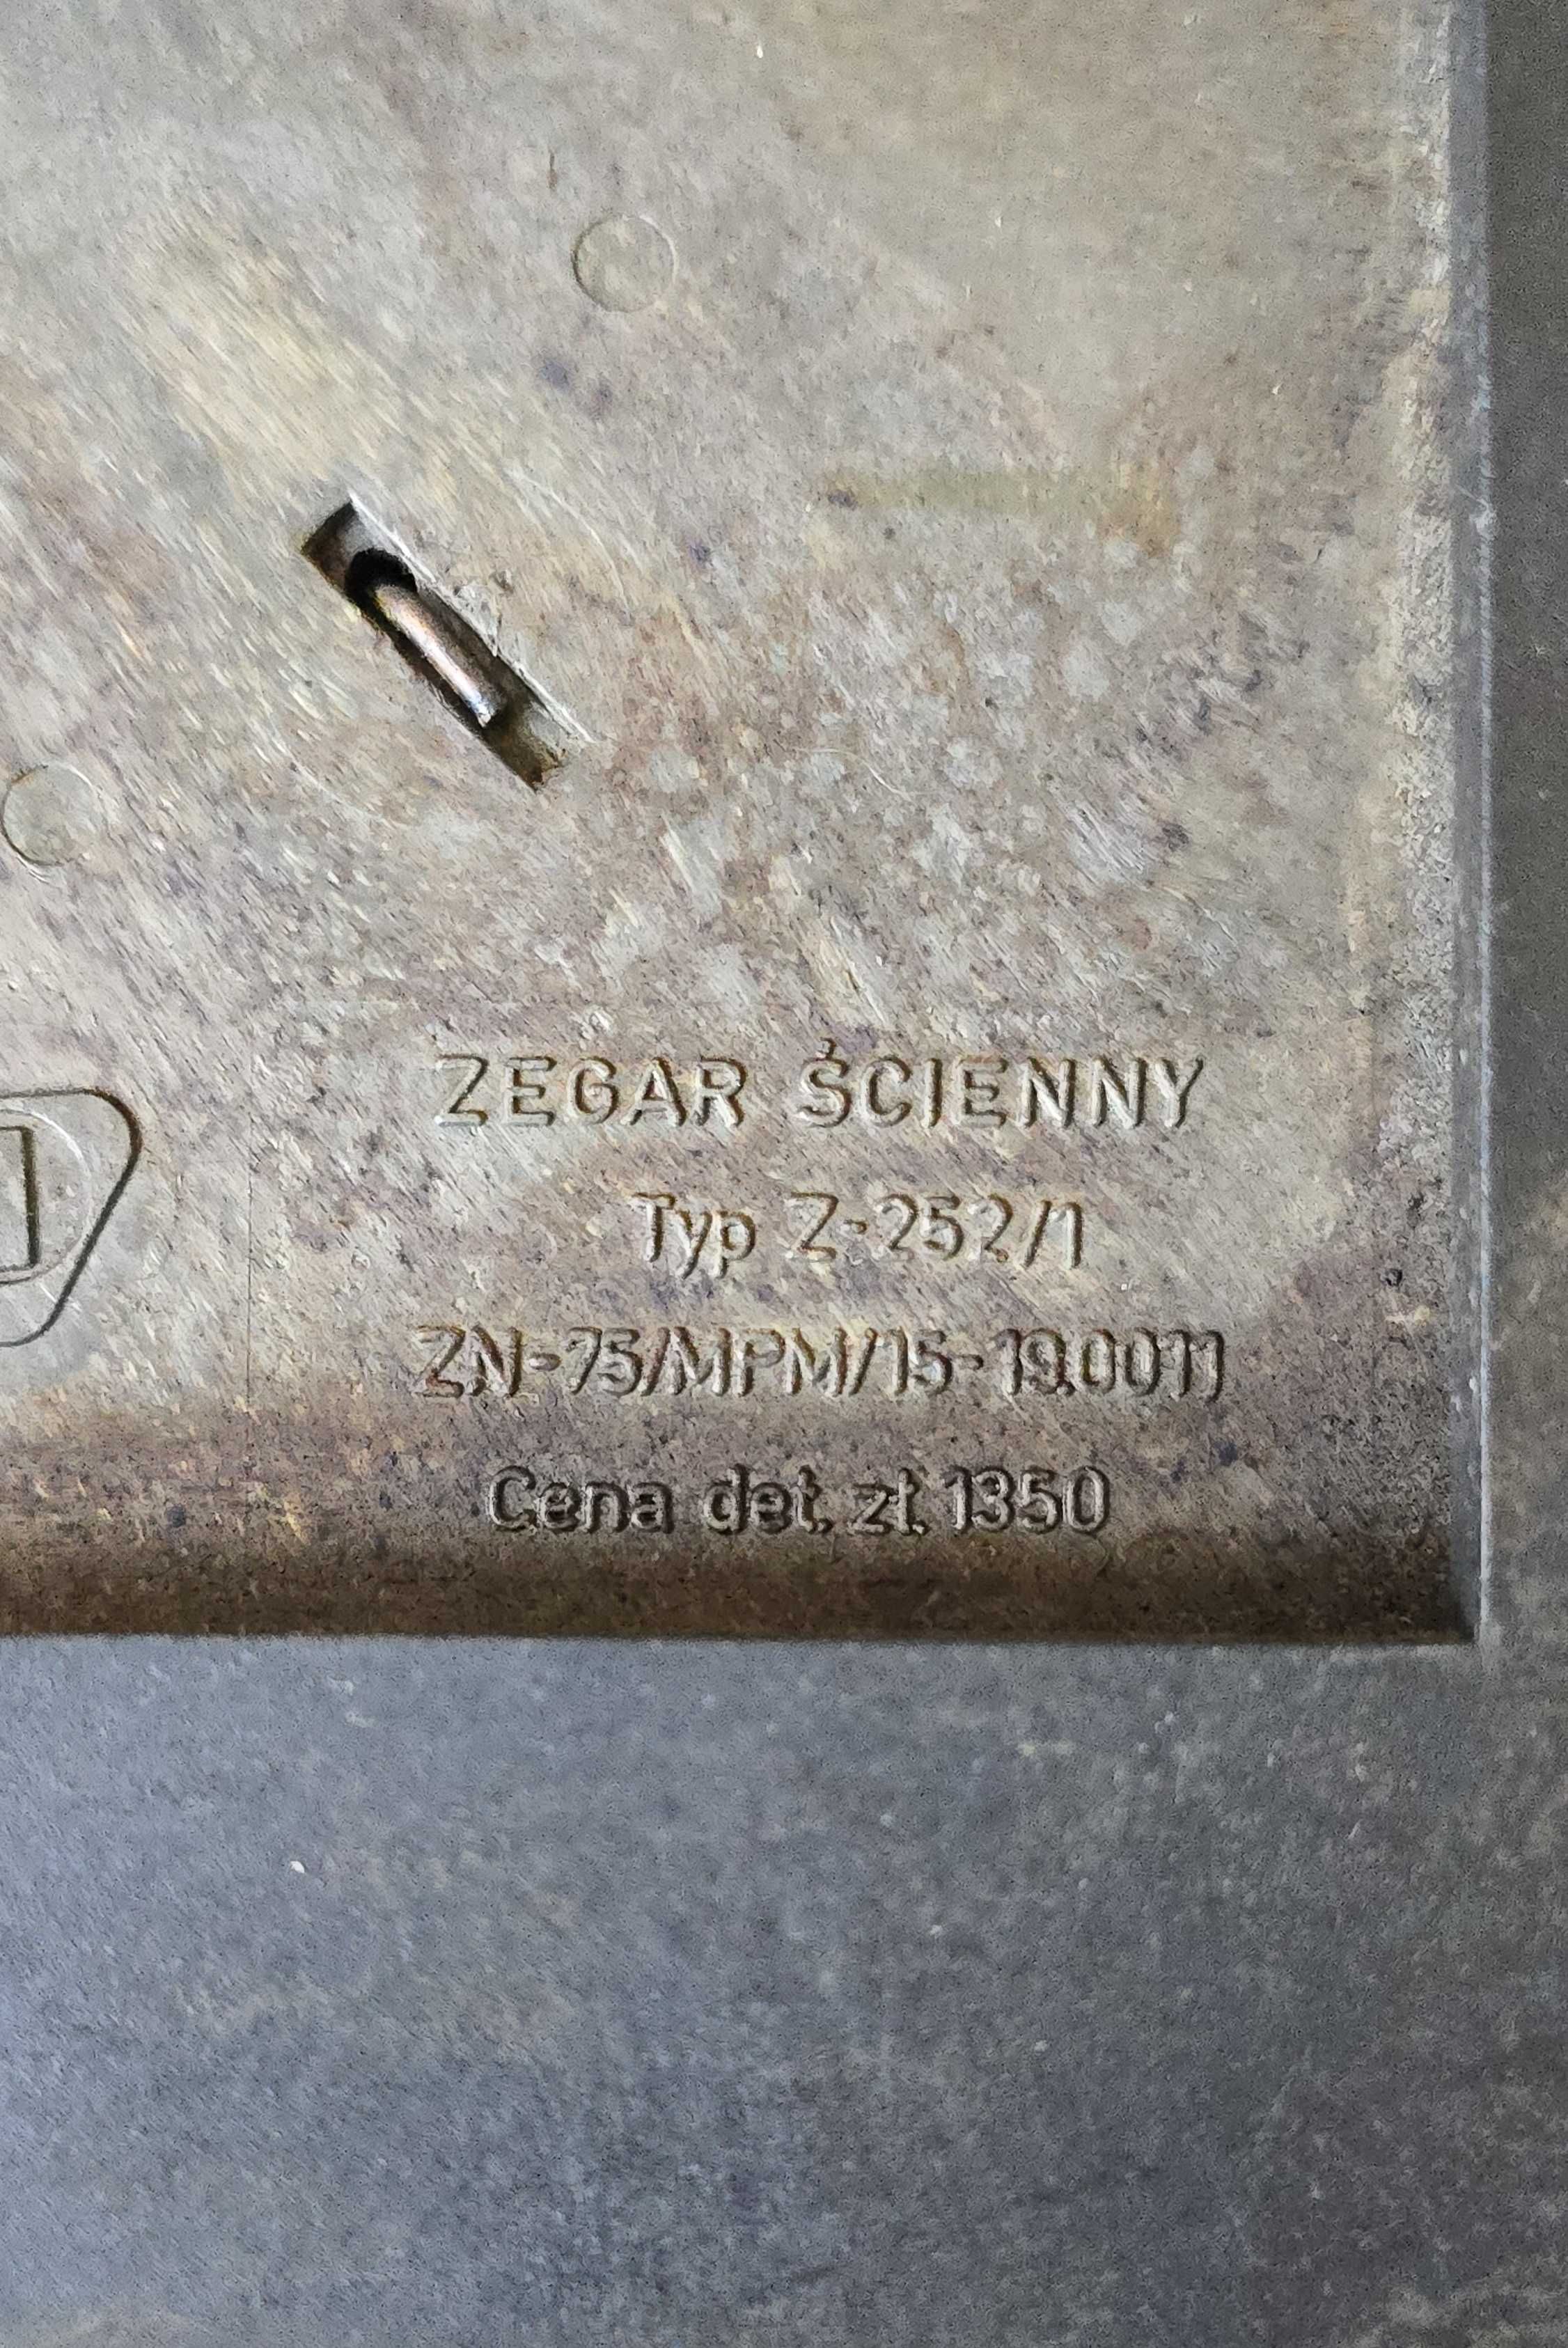 ZEGAR ŚCIENNY
Typ Z-252/1
ZN-75/MPM/15-19.0011
Cena det. zł. 1350